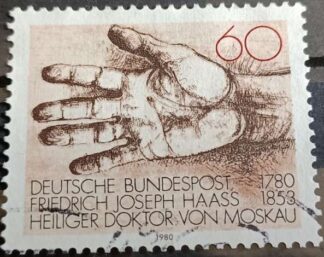 60
DEUTSCHE BUNDESPOST 1780
FRIEDRICH JOSEPH HAASS 1853
HEILIGER DOKTOR VON MOSKAU
1980